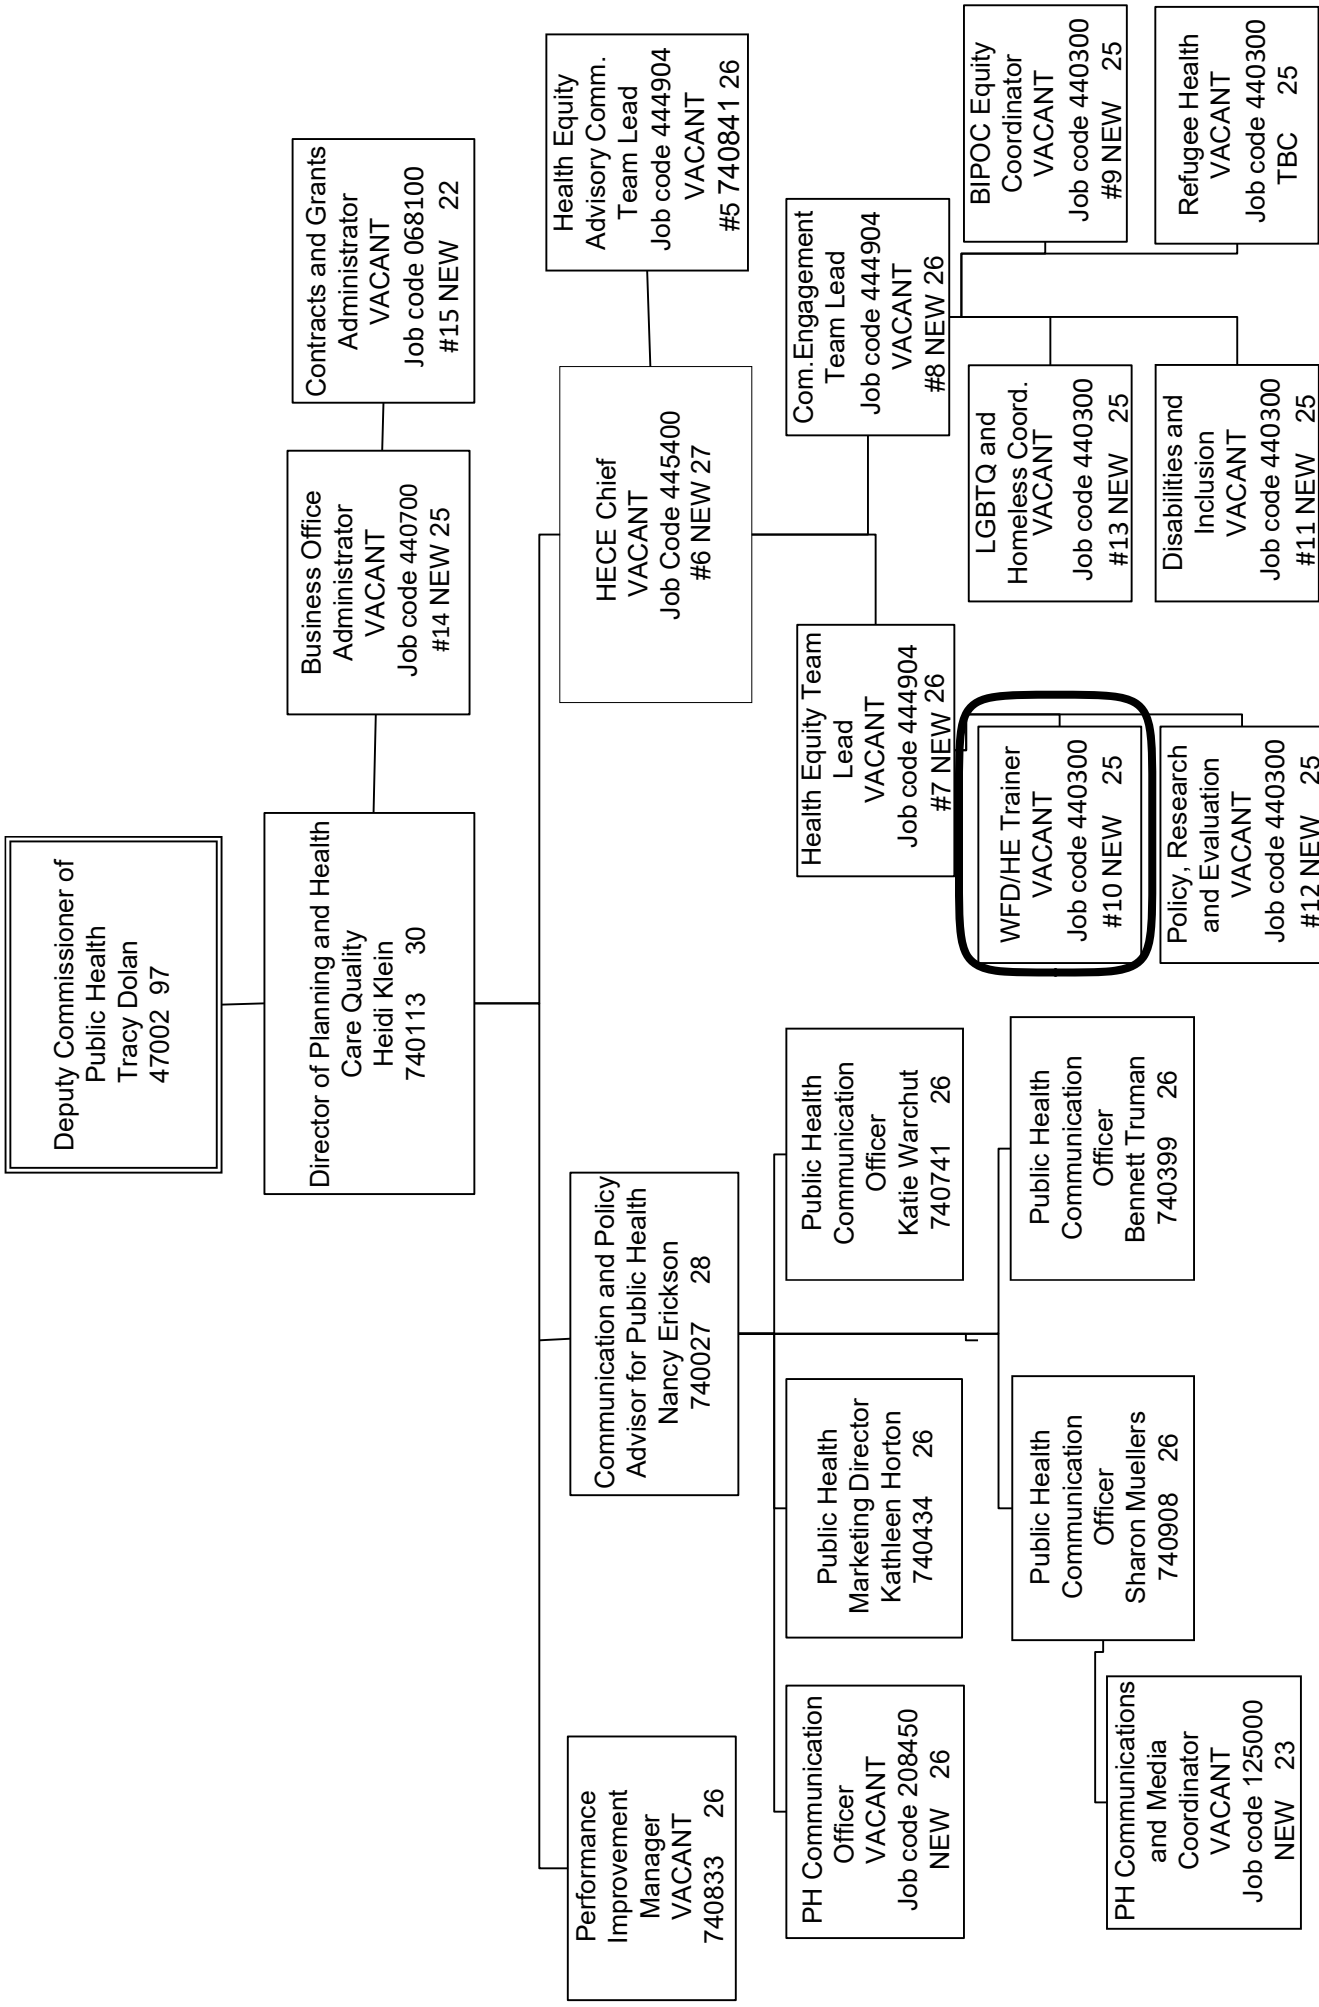 Deputy Commissioner of
Public Health
Tracy Dolan
47002 97
Director of Planning and Health
Care Quality
Heidi Klein
740113 30
Business Office
Administrator
VACANT
Job code 440700
#14 NEW 25
Contracts and Grants
Administrator
VACANT
Job code 068100
#15 NEW 22
Performance
Improvement
Manager
VACANT
740833 26
Communication and Policy
Advisor for Public Health
Nancy Erickson
740027 28
HECE Chief
VACANT
Job Code 445400
#6 NEW 27
Health Equity
Advisory Comm.
Team Lead
Job code 444904
VACANT
#5 740841 26
PH Communication
Officer
VACANT
Job code 208450
NEW 26
Public Health
Marketing Director
Kathleen Horton
740434 26
Public Health
Communication
Officer
Katie Warchut
740741 26
Health Equity Team
Lead
VACANT
Job code 444904
#7 NEW 26
Com.Engagement
Team Lead
Job code 444904
VACANT
#8 NEW 26
PH Communications
and Media
Coordinator
VACANT
Job code 125000
NEW 23
Public Health
Communication
Officer
Sharon Muellers
740908 26
Public Health
Communication
Officer
Bennett Truman
740399 26
WFD/HE Trainer
VACANT
Job code 440300
#10 NEW 25
LGBTQ and
Homeless Coord.
VACANT
Job code 440300
#13 NEW 25
BIPOC Equity
Coordinator
VACANT
Job code 440300
#9 NEW 25
Policy, Research
and Evaluation
VACANT
Job code 440300
#12 NEW 25
Disabilities and
Inclusion
VACANT
Job code 440300
#11 NEW 25
Refugee Health
VACANT
Job code 440300
TBC 25